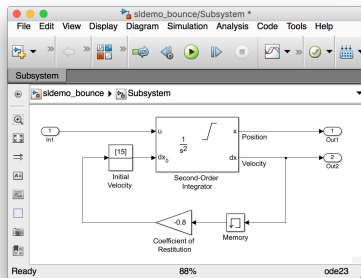 sldemo_bounce/Subsystem *
File Edit View Display Diagram Simulation Analysis Code Tools Help
Subsystem
sldemo_bounce ▶ Subsystem
1
In1
[15]
Initial
Velocity
u
dx0
1
s2
x
dx
Second-Order
Integrator
Position
Velocity
1
Out1
2
Out2
-0.8
Coefficient of
Restitution
Memory
Ready 88% ode23